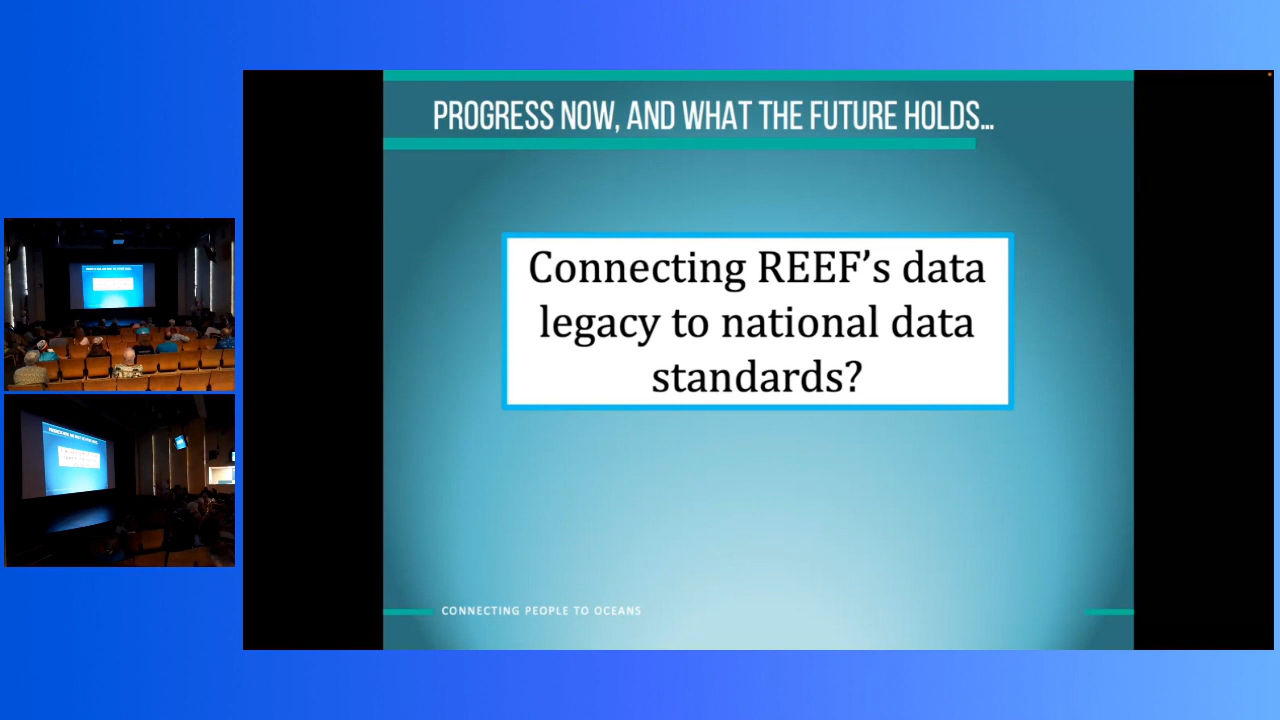 PROGRESS NOW, AND WHAT THE FUTURE HOLDS...
Connecting REEF’s data
legacy to national data
standards?
CONNECTING PEOPLE TO OCEANS